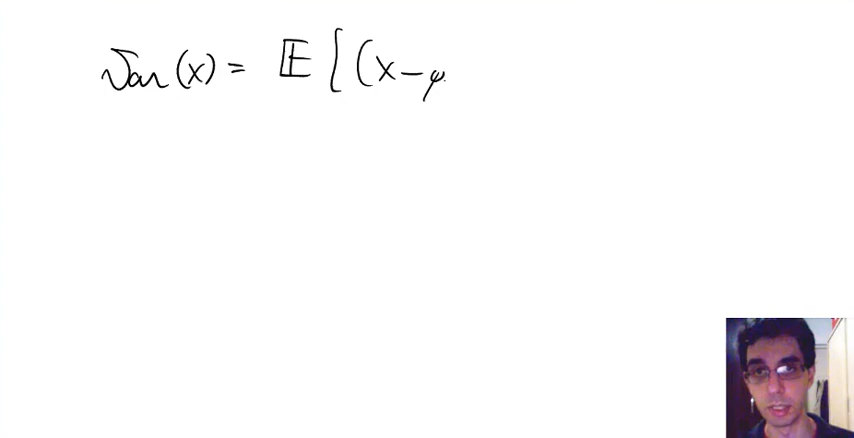 Var(x) = 𝔼 { (x-μ